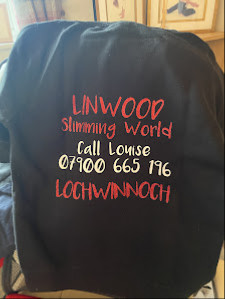 LINWOOD
Slimming World
Call Louise
07900 665 196
LOCHWINNOCH